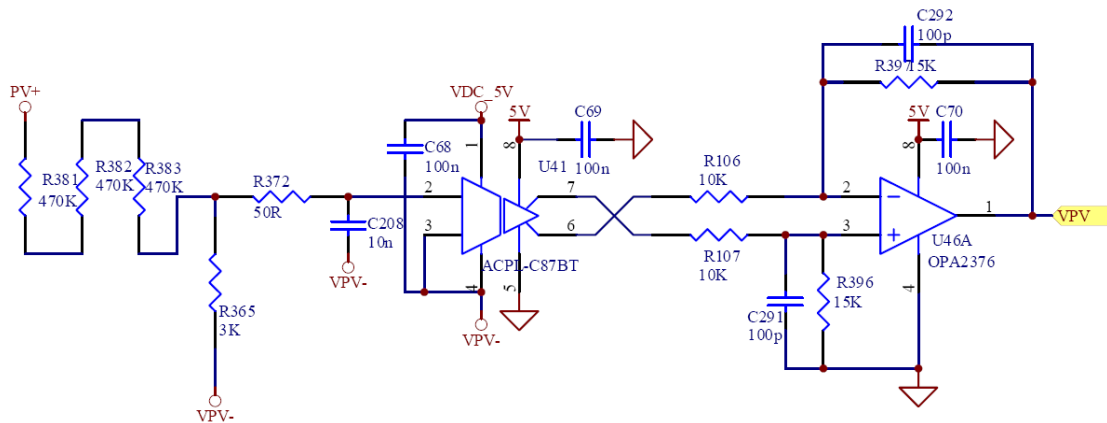 C292
100p
R397 15K
PV+
VDC_5V
5V
C69
5V
C70
C68
100n
1
8
U41
100n
8
100n
R381
470K
R382
470K
R383
470K
R372
50R
2
7
R106
10K
2
C208
10n
3
6
3
1
VPV
R107
10K
U46A
OPA2376
VPV-
ACPL-C87BT
4
5
R396
15K
4
C291
100p
R365
3K
VPV-
VPV-